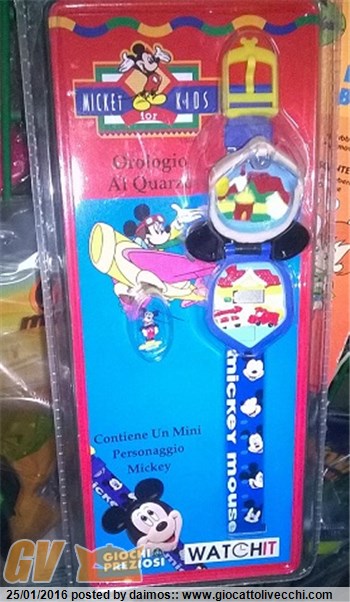 MICKEY KIDS
for
Orologio
Al Quarzo
Contiene Un Mini
Personaggio
Mickey
mickey mouse
mickey
GIOCHI
PREZIOSI
WATCHIT
GV
25/01/2016 posted by daimos:: www.giocattolivecchi.com